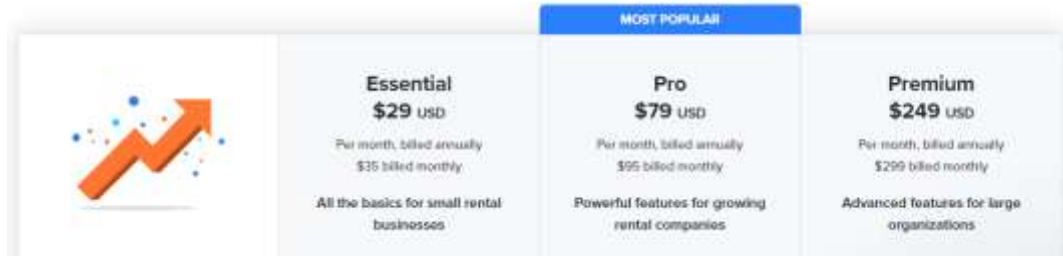 MOST POPULAR
Essential
$29 USD
Per month, billed annually
$35 billed monthly
All the basics for small rental
businesses
Pro
$79 USD
Per month, billed annually
$95 billed monthly
Powerful features for growing
rental companies
Premium
$249 USD
Per month, billed annually
$299 billed monthly
Advanced features for large
organizations